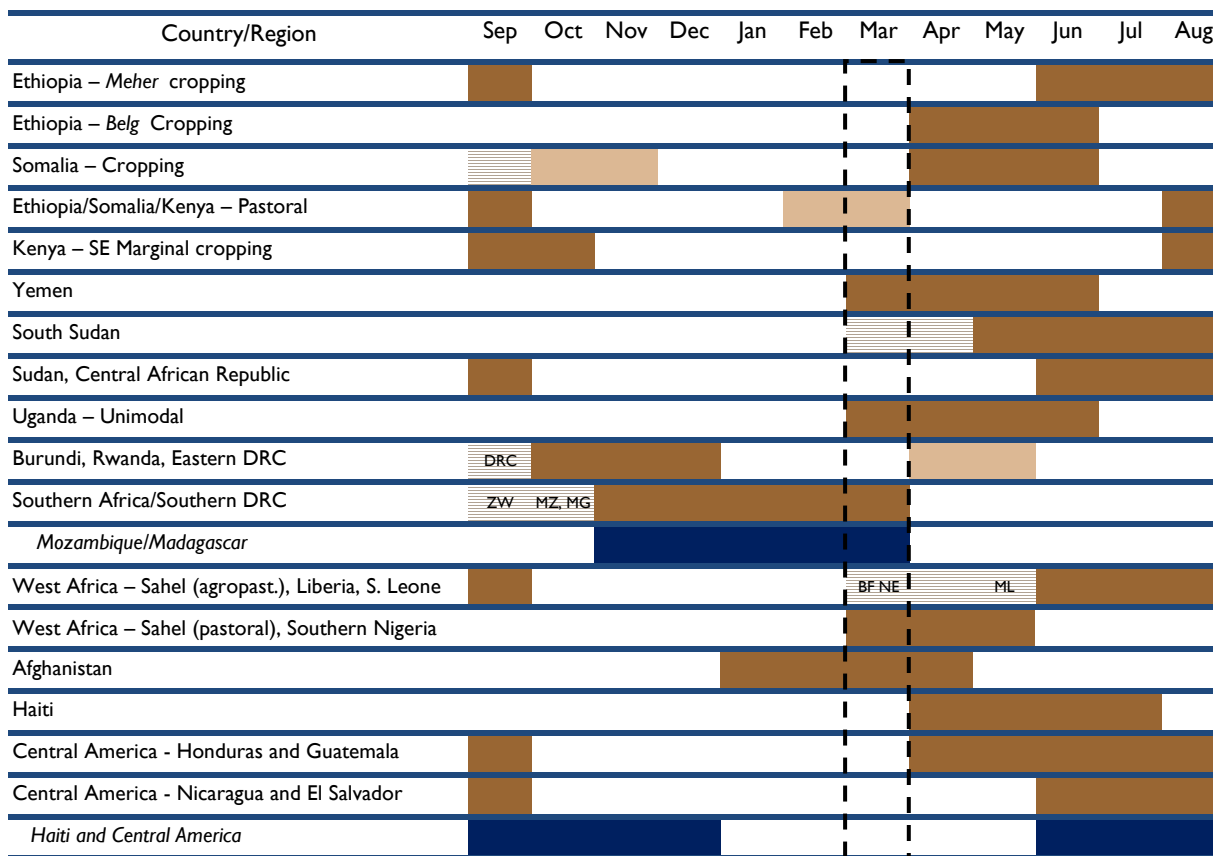 Country/Region Sep Oct Nov Dec Jan Feb Mar Apr May Jun Jul Aug
Ethiopia – Meher cropping
Ethiopia – Belg Cropping
Somalia – Cropping
Ethiopia/Somalia/Kenya – Pastoral
Kenya – SE Marginal cropping
Yemen
South Sudan
Sudan, Central African Republic
Uganda – Unimodal
Burundi, Rwanda, Eastern DRC DRC
Southern Africa/Southern DRC ZW MZ, MG
Mozambique/Madagascar
West Africa – Sahel (agropast.), Liberia, S. Leone BF NE ML
West Africa – Sahel (pastoral), Southern Nigeria
Afghanistan
Haiti
Central America - Honduras and Guatemala
Central America - Nicaragua and El Salvador
Haiti and Central America